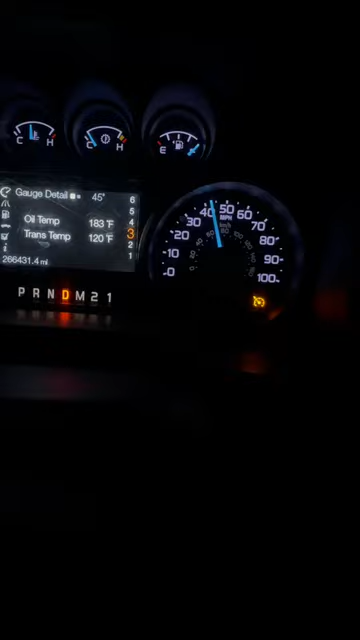 C H C H E F
Gauge Detail 45°
6
5
4
3
2
1
Oil Temp 183 °F
Trans Temp 120 °F
266431.4 mi
P R N D M 2 1
0 10 20 30 40 50 60 70 80 90 100
MPH
km/h